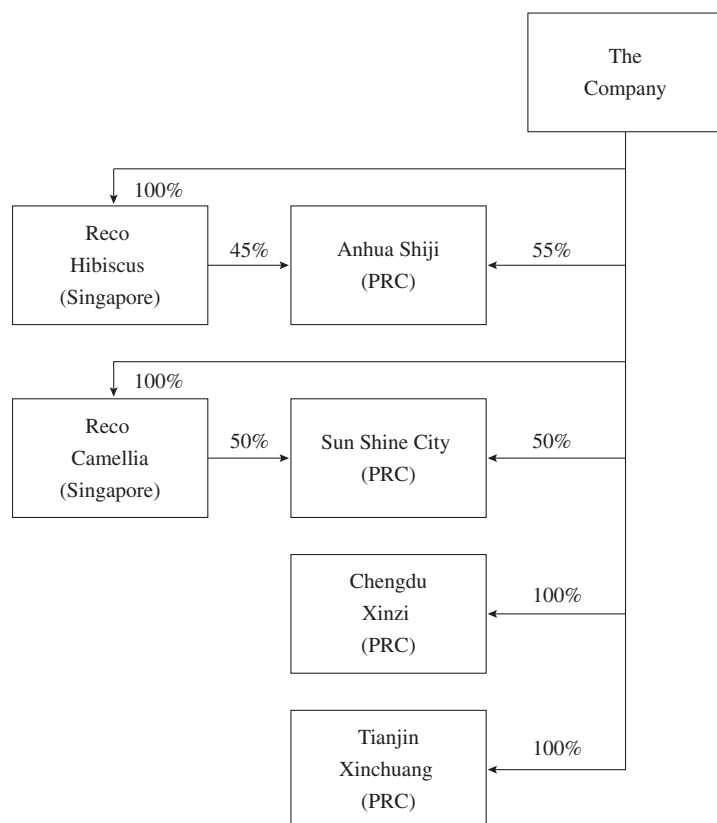 The
Company
100%
Reco
Hibiscus
(Singapore)
45%
Anhua Shiji
(PRC)
55%
100%
Reco
Camellia
(Singapore)
50%
Sun Shine City
(PRC)
50%
Chengdu
Xinzi
(PRC)
100%
Tianjin
Xinchuang
(PRC)
100%